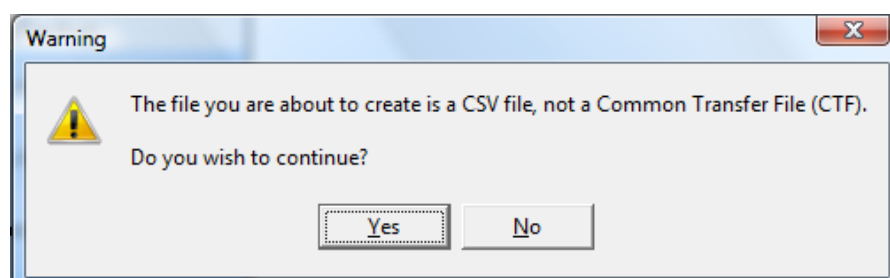 Warning
The file you are about to create is a CSV file, not a Common Transfer File (CTF).
Do you wish to continue?
Yes No